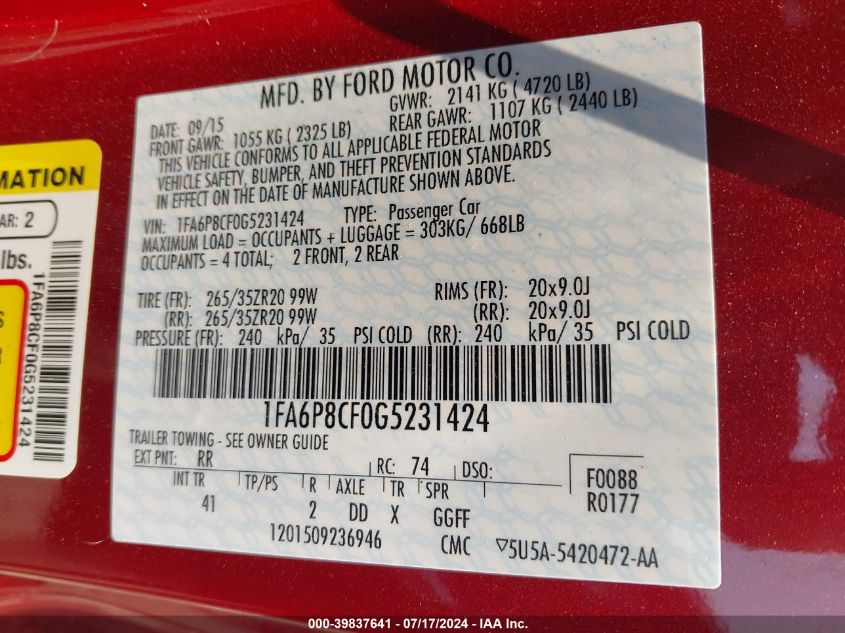 MFD. BY FORD MOTOR CO.
DATE: 09/15 GVWR: 2141 KG ( 4720 LB)
FRONT GAWR: 1055 KG ( 2325 LB) REAR GAWR: 1107 KG ( 2440 LB)
THIS VEHICLE CONFORMS TO ALL APPLICABLE FEDERAL MOTOR
VEHICLE SAFETY, BUMPER, AND THEFT PREVENTION STANDARDS
IN EFFECT ON THE DATE OF MANUFACTURE SHOWN ABOVE.
VIN: 1FA6P8CF0G5231424 TYPE: Passenger Car
MAXIMUM LOAD = OCCUPANTS + LUGGAGE = 303KG/ 668LB
OCCUPANTS = 4 TOTAL; 2 FRONT, 2 REAR
TIRE (FR): 265/35ZR20 99W RIMS (FR): 20x9.0J
(RR): 265/35ZR20 99W (RR): 20x9.0J
PRESSURE (FR): 240 kPa/ 35 PSI COLD (RR): 240 kPa/ 35 PSI COLD
1FA6P8CF0G5231424
TRAILER TOWING - SEE OWNER GUIDE
EXT PNT: RR RC: 74 DSO:
INT TR TP/PS R AXLE TR SPR
41 2 DD X GGFF
F0088
R0177
1201509236946 CMC ▽5U5A-5420472-AA
MATION
AR: 2
lbs.
S
1FA6P8CF0G5231424
000-39837641 - 07/17/2024 - IAA Inc.